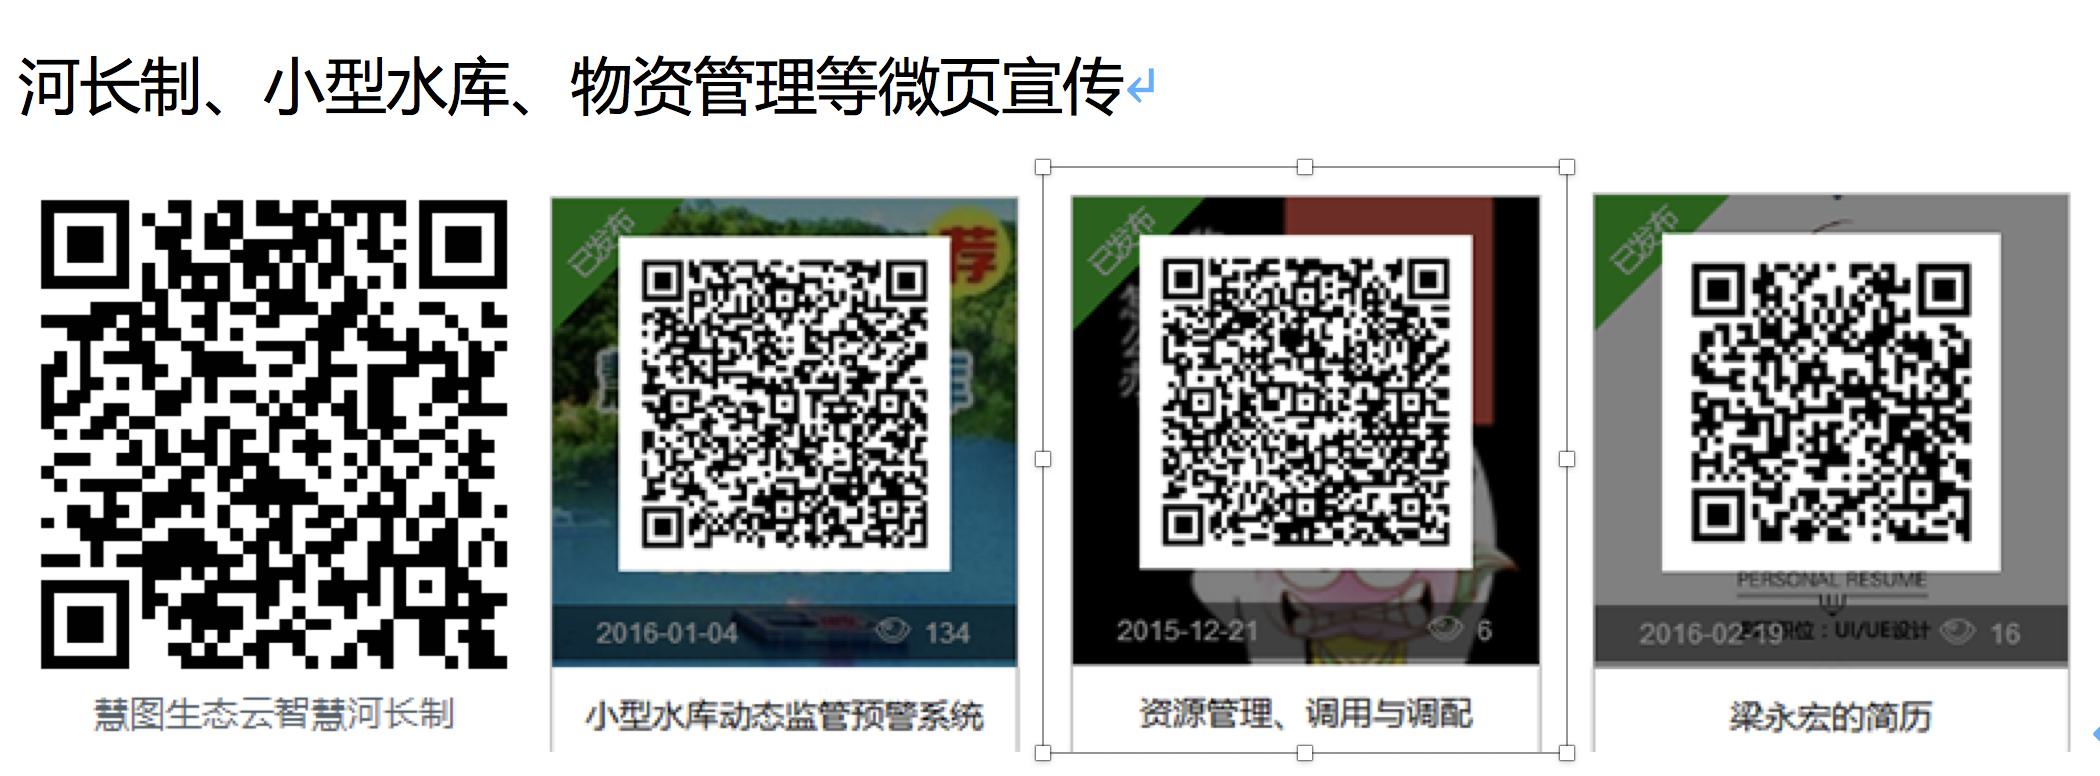 河长制、小型水库、物资管理等微页宣传
已发布
荐
2016-01-04
134
小型水库动态监管预警系统
已发布
2015-12-21
6
资源管理、调用与调配
已发布
PERSONAL RESUME
职位：UI/UE设计
2016-02-19
16
梁永宏的简历
慧图生态云智慧河长制